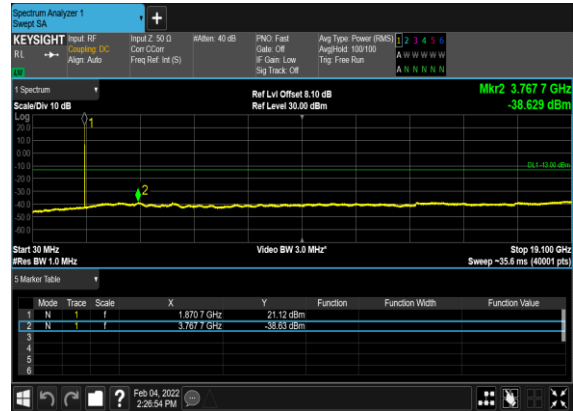 Spectrum Analyzer 1
Swept SA
+
KEYSIGHT Input: RF Input Z: 50 Ω #Atten: 40 dB PNO: Fast Avg Type: Power (RMS) 1 2 3 4 5 6
RL Coupling: DC Corr CCorr Gate: Off Avg|Hold: 100/100 A W W W W W
Align: Auto Freq Ref: Int (S) IF Gain: Low Trig: Free Run
LW Sig Track: Off A N N N N N
1 Spectrum Ref Lvl Offset 8.10 dB Mkr2 3.767 7 GHz
Scale/Div 10 dB Ref Level 30.00 dBm -38.629 dBm
Log
20.0
10.0
0.00
-10.0
DL1 -13.00 dBm
-20.0
-30.0
-40.0
-50.0
-60.0
1
2
Start 30 MHz Video BW 3.0 MHz* Stop 19.100 GHz
#Res BW 1.0 MHz Sweep ~35.6 ms (40001 pts)
5 Marker Table
Mode Trace Scale X Y Function Function Width Function Value
1 N 1 f 1.870 7 GHz 21.12 dBm
2 N 1 f 3.767 7 GHz -38.63 dBm
3
4
5
6
? Feb 04, 2022
2:26:54 PM